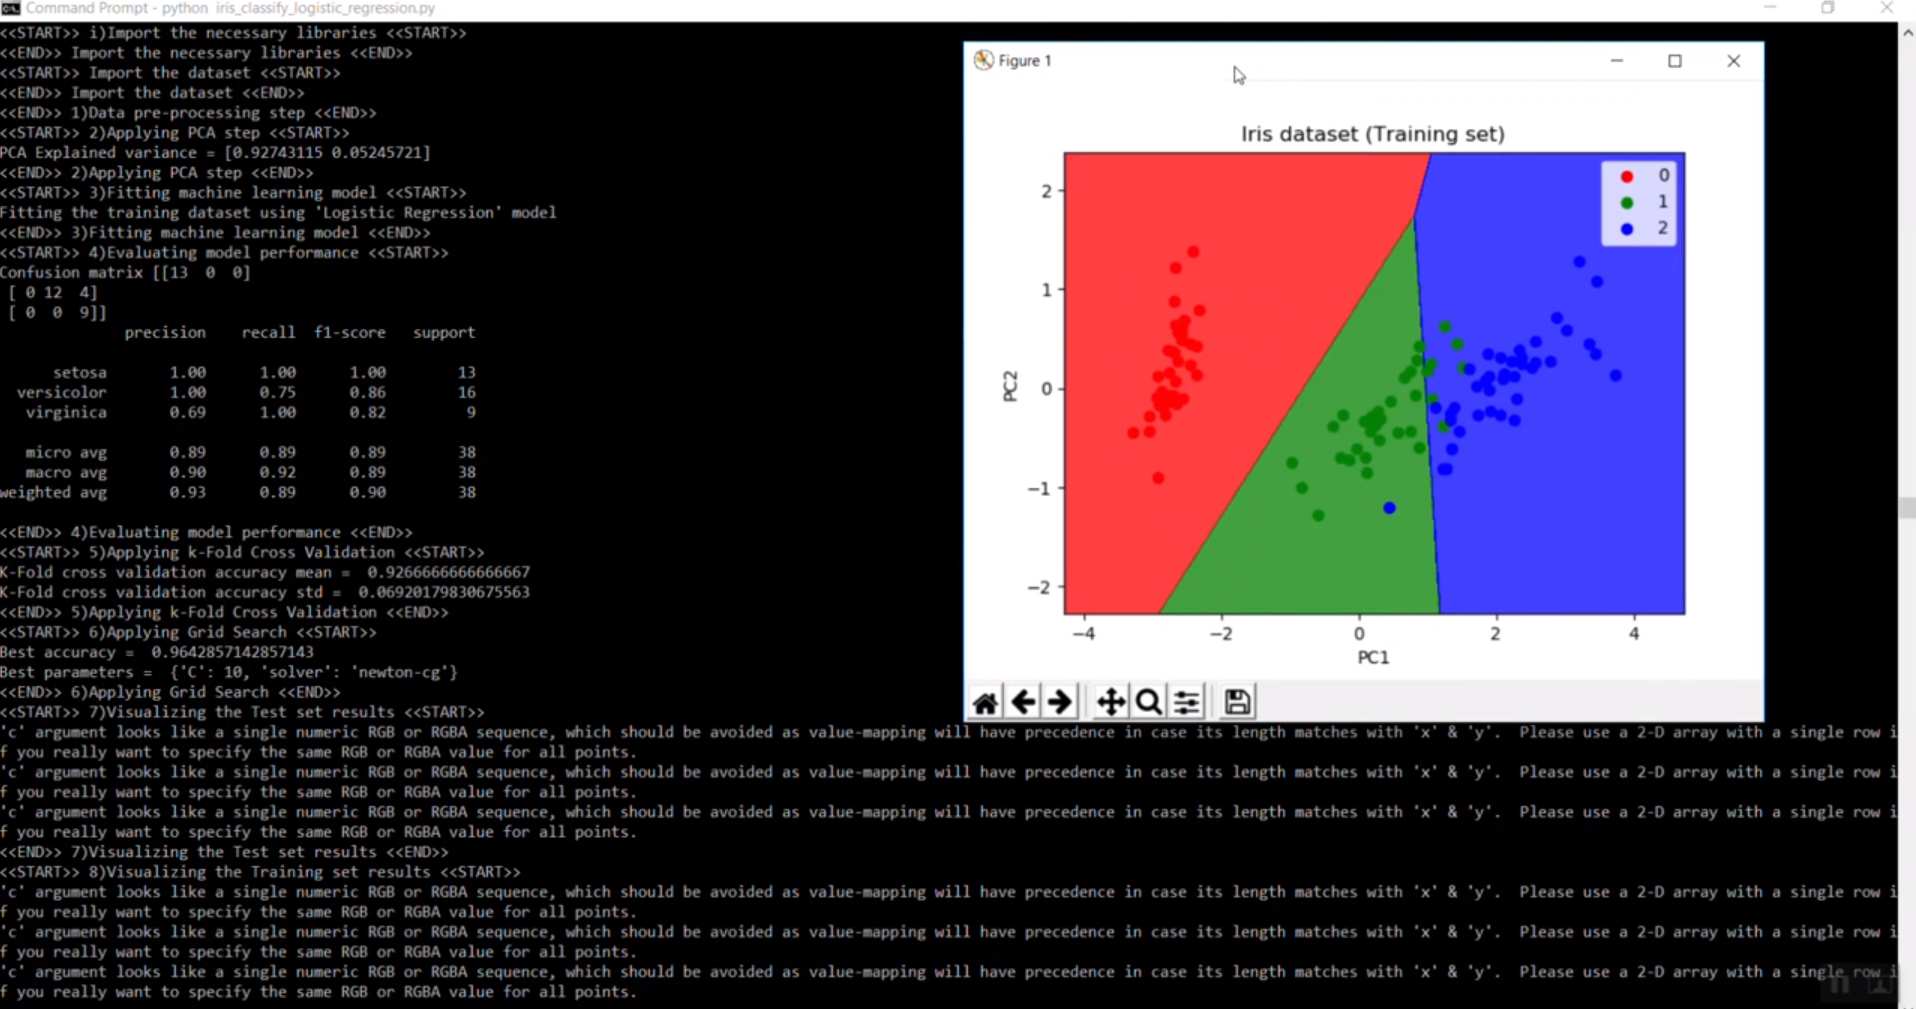 Command Prompt - python iris_classify_logistic_regression.py
<<START>> i)Import the necessary libraries <<START>>
<<END>> Import the necessary libraries <<END>>
<<START>> Import the dataset <<START>>
<<END>> Import the dataset <<END>>
<<END>> 1)Data pre-processing step <<END>>
<<START>> 2)Applying PCA step <<START>>
PCA Explained variance = [0.92743115 0.05245721]
<<END>> 2)Applying PCA step <<END>>
<<START>> 3)Fitting machine learning model <<START>>
Fitting the training dataset using 'Logistic Regression' model
<<END>> 3)Fitting machine learning model <<END>>
<<START>> 4)Evaluating model performance <<START>>
Confusion matrix [[13 0 0]
[ 0 12 4]
[ 0 0 9]]
precision recall f1-score support
setosa 1.00 1.00 1.00 13
versicolor 1.00 0.75 0.86 16
virginica 0.69 1.00 0.82 9
micro avg 0.89 0.89 0.89 38
macro avg 0.90 0.92 0.89 38
weighted avg 0.93 0.89 0.90 38
<<END>> 4)Evaluating model performance <<END>>
<<START>> 5)Applying k-Fold Cross Validation <<START>>
K-Fold cross validation accuracy mean = 0.9266666666666667
K-Fold cross validation accuracy std = 0.06920179830675563
<<END>> 5)Applying k-Fold Cross Validation <<END>>
<<START>> 6)Applying Grid Search <<START>>
Best accuracy = 0.9642857142857143
Best parameters = {'C': 10, 'solver': 'newton-cg'}
<<END>> 6)Applying Grid Search <<END>>
<<START>> 7)Visualizing the Test set results <<START>>
'c' argument looks like a single numeric RGB or RGBA sequence, which should be avoided as value-mapping will have precedence in case its length matches with 'x' & 'y'. Please use a 2-D array with a single row i
f you really want to specify the same RGB or RGBA value for all points.
'c' argument looks like a single numeric RGB or RGBA sequence, which should be avoided as value-mapping will have precedence in case its length matches with 'x' & 'y'. Please use a 2-D array with a single row i
f you really want to specify the same RGB or RGBA value for all points.
'c' argument looks like a single numeric RGB or RGBA sequence, which should be avoided as value-mapping will have precedence in case its length matches with 'x' & 'y'. Please use a 2-D array with a single row i
f you really want to specify the same RGB or RGBA value for all points.
<<END>> 7)Visualizing the Test set results <<END>>
<<START>> 8)Visualizing the Training set results <<START>>
'c' argument looks like a single numeric RGB or RGBA sequence, which should be avoided as value-mapping will have precedence in case its length matches with 'x' & 'y'. Please use a 2-D array with a single row i
f you really want to specify the same RGB or RGBA value for all points.
'c' argument looks like a single numeric RGB or RGBA sequence, which should be avoided as value-mapping will have precedence in case its length matches with 'x' & 'y'. Please use a 2-D array with a single row i
f you really want to specify the same RGB or RGBA value for all points.
'c' argument looks like a single numeric RGB or RGBA sequence, which should be avoided as value-mapping will have precedence in case its length matches with 'x' & 'y'. Please use a 2-D array with a single row i
f you really want to specify the same RGB or RGBA value for all points.
Figure 1
Iris dataset (Training set)
0
1
2
2
1
0
−1
−2
PC2
−4 −2 0 2 4
PC1